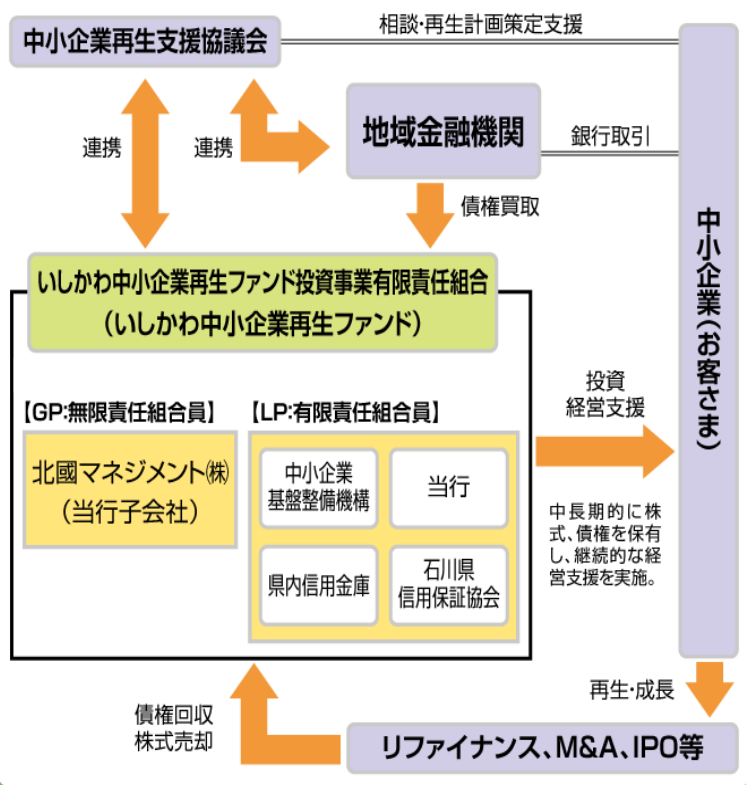 中小企業再生支援協議会
相談・再生計画策定支援
連携
連携
地域金融機関
銀行取引
債権買取
中小企業(お客さま)
いしかわ中小企業再生ファンド投資事業有限責任組合
(いしかわ中小企業再生ファンド)
【GP:無限責任組合員】
【LP:有限責任組合員】
北國マネジメント㈱
(当行子会社)
中小企業
基盤整備機構
当行
県内信用金庫
石川県
信用保証協会
投資
経営支援
中長期的に株
式、債権を保有
し、継続的な経
営支援を実施。
再生・成長
債権回収
株式売却
リファイナンス、M&A、IPO等